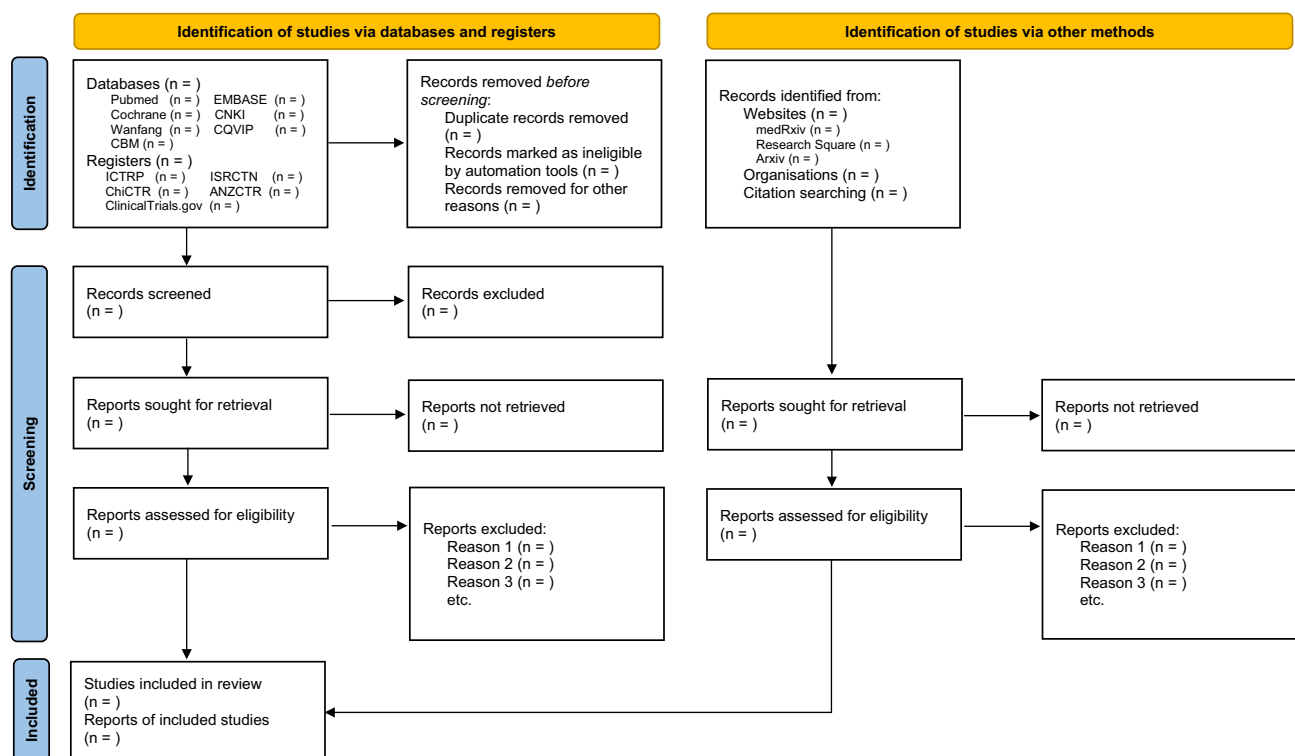 Identification of studies via databases and registers
Identification of studies via other methods
Identification
Databases (n = )
Pubmed (n = ) EMBASE (n = )
Cochrane (n = ) CNKI (n = )
Wanfang (n = ) CQVIP (n = )
CBM (n = )
Registers (n = )
ICTRP (n = ) ISRCTN (n = )
ChiCTR (n = ) ANZCTR (n = )
ClinicalTrials.gov (n = )
Records removed before
screening:
Duplicate records removed
(n = )
Records marked as ineligible
by automation tools (n = )
Records removed for other
reasons (n = )
Records identified from:
Websites (n = )
medRxiv (n = )
Research Square (n = )
Arxiv (n = )
Organisations (n = )
Citation searching (n = )
Screening
Records screened
(n = )
Records excluded
(n = )
Reports sought for retrieval
(n = )
Reports not retrieved
(n = )
Reports sought for retrieval
(n = )
Reports not retrieved
(n = )
Reports assessed for eligibility
(n = )
Reports excluded:
Reason 1 (n = )
Reason 2 (n = )
Reason 3 (n = )
etc.
Reports assessed for eligibility
(n = )
Reports excluded:
Reason 1 (n = )
Reason 2 (n = )
Reason 3 (n = )
etc.
Included
Studies included in review
(n = )
Reports of included studies
(n = )